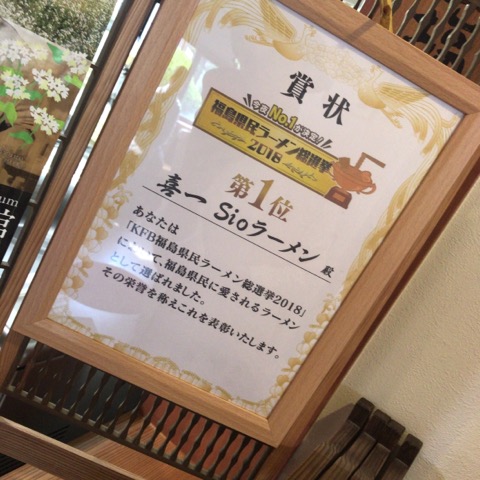 賞状
今年No.1が決定!
福島県民ラーメン総選挙
2018
第1位
喜一 Sioラーメン 殿
あなたは
「KFB福島県民ラーメン総選挙2018」
において、福島県民に愛されるラーメン
として選ばれました。
その栄誉を称えこれを表彰いたします。
um
館